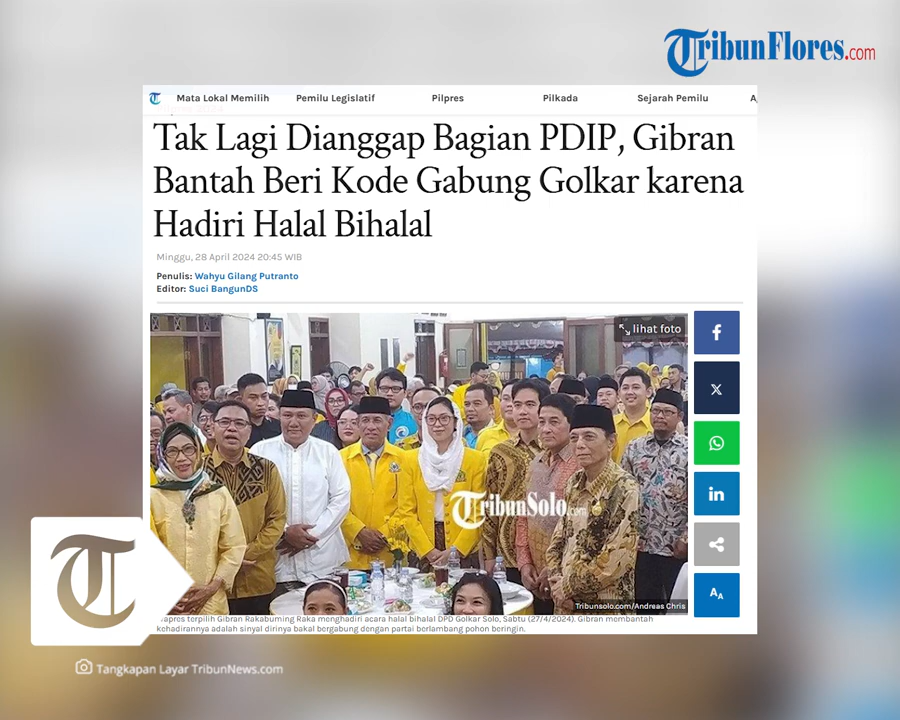 TribunFlores.com
Mata Lokal Memilih Pemilu Legislatif Pilpres Pilkada Sejarah Pemilu
Tak Lagi Dianggap Bagian PDIP, Gibran
Bantah Beri Kode Gabung Golkar karena
Hadiri Halal Bihalal
Minggu, 28 April 2024 20:45 WIB
Penulis: Wahyu Gilang Putranto
Editor: Suci BangunDS
lihat foto
TribunSolo.com
Tribunsolo.com/Andreas Chris
terpilih Gibran Rakabuming Raka menghadiri acara halal bihalal DPD Golkar Solo, Sabtu (27/4/2024). Gibran membantah
kehadirannya adalah sinyal dirinya bakal bergabung dengan partai berlambang pohon beringin.
Tangkapan Layar TribunNews.com